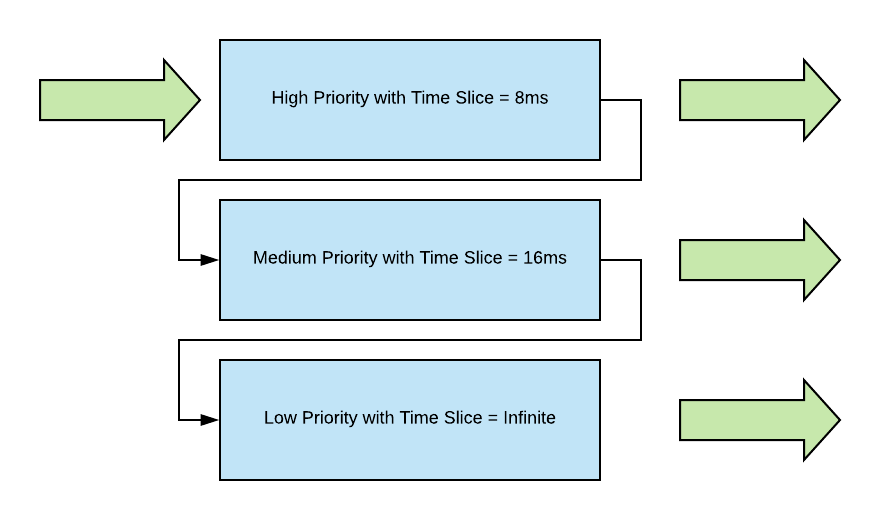 High Priority with Time Slice = 8ms
Medium Priority with Time Slice = 16ms
Low Priority with Time Slice = Infinite